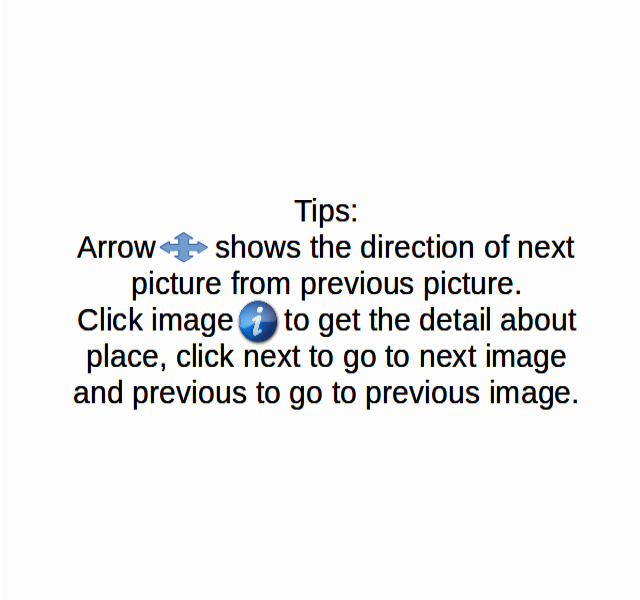 Tips:
Arrow shows the direction of next
picture from previous picture.
Click image i to get the detail about
place, click next to go to next image
and previous to go to previous image.